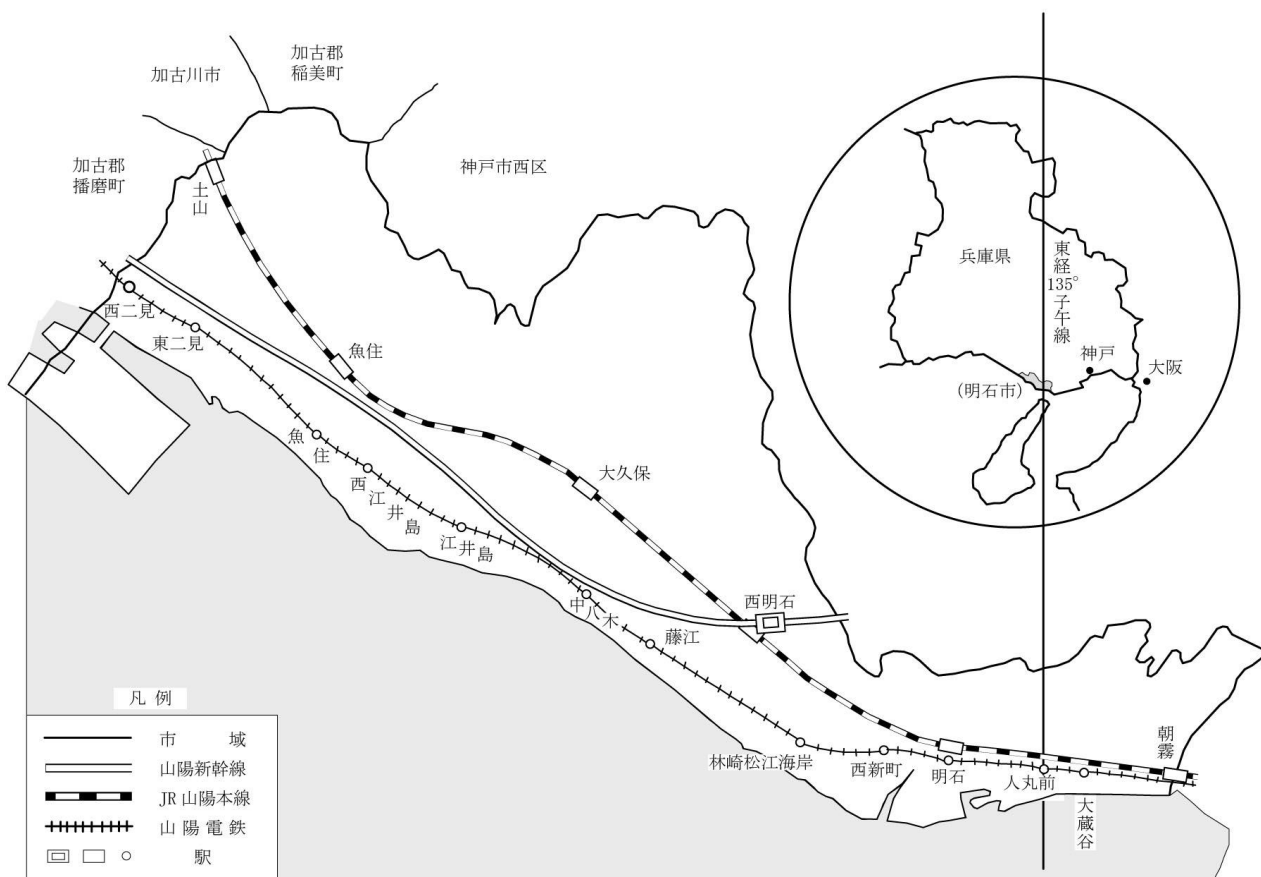 加古川市
加古郡
稲美町
加古郡
播磨町
神戸市西区
土山
西二見
東二見
魚住
魚住
西江井島
江井島
大久保
中八木
藤江
西明石
林崎松江海岸
西新町
明石
人丸前
大蔵谷
朝霧
兵庫県
東経135°子午線
神戸
大阪
(明石市)
凡例
市域
山陽新幹線
JR山陽本線
山陽電鉄
駅